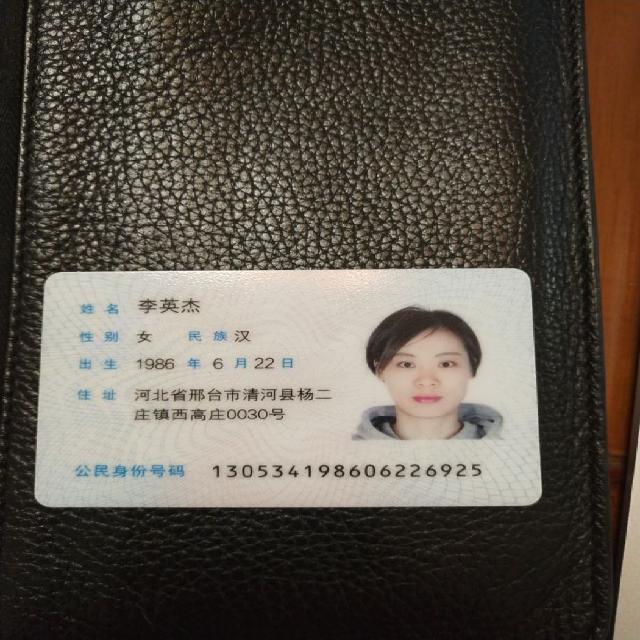 姓名 李英杰
性别 女 民族 汉
出生 1986 年 6 月 22 日
住址 河北省邢台市清河县杨二
庄镇西高庄0030号
公民身份号码 130534198606226925